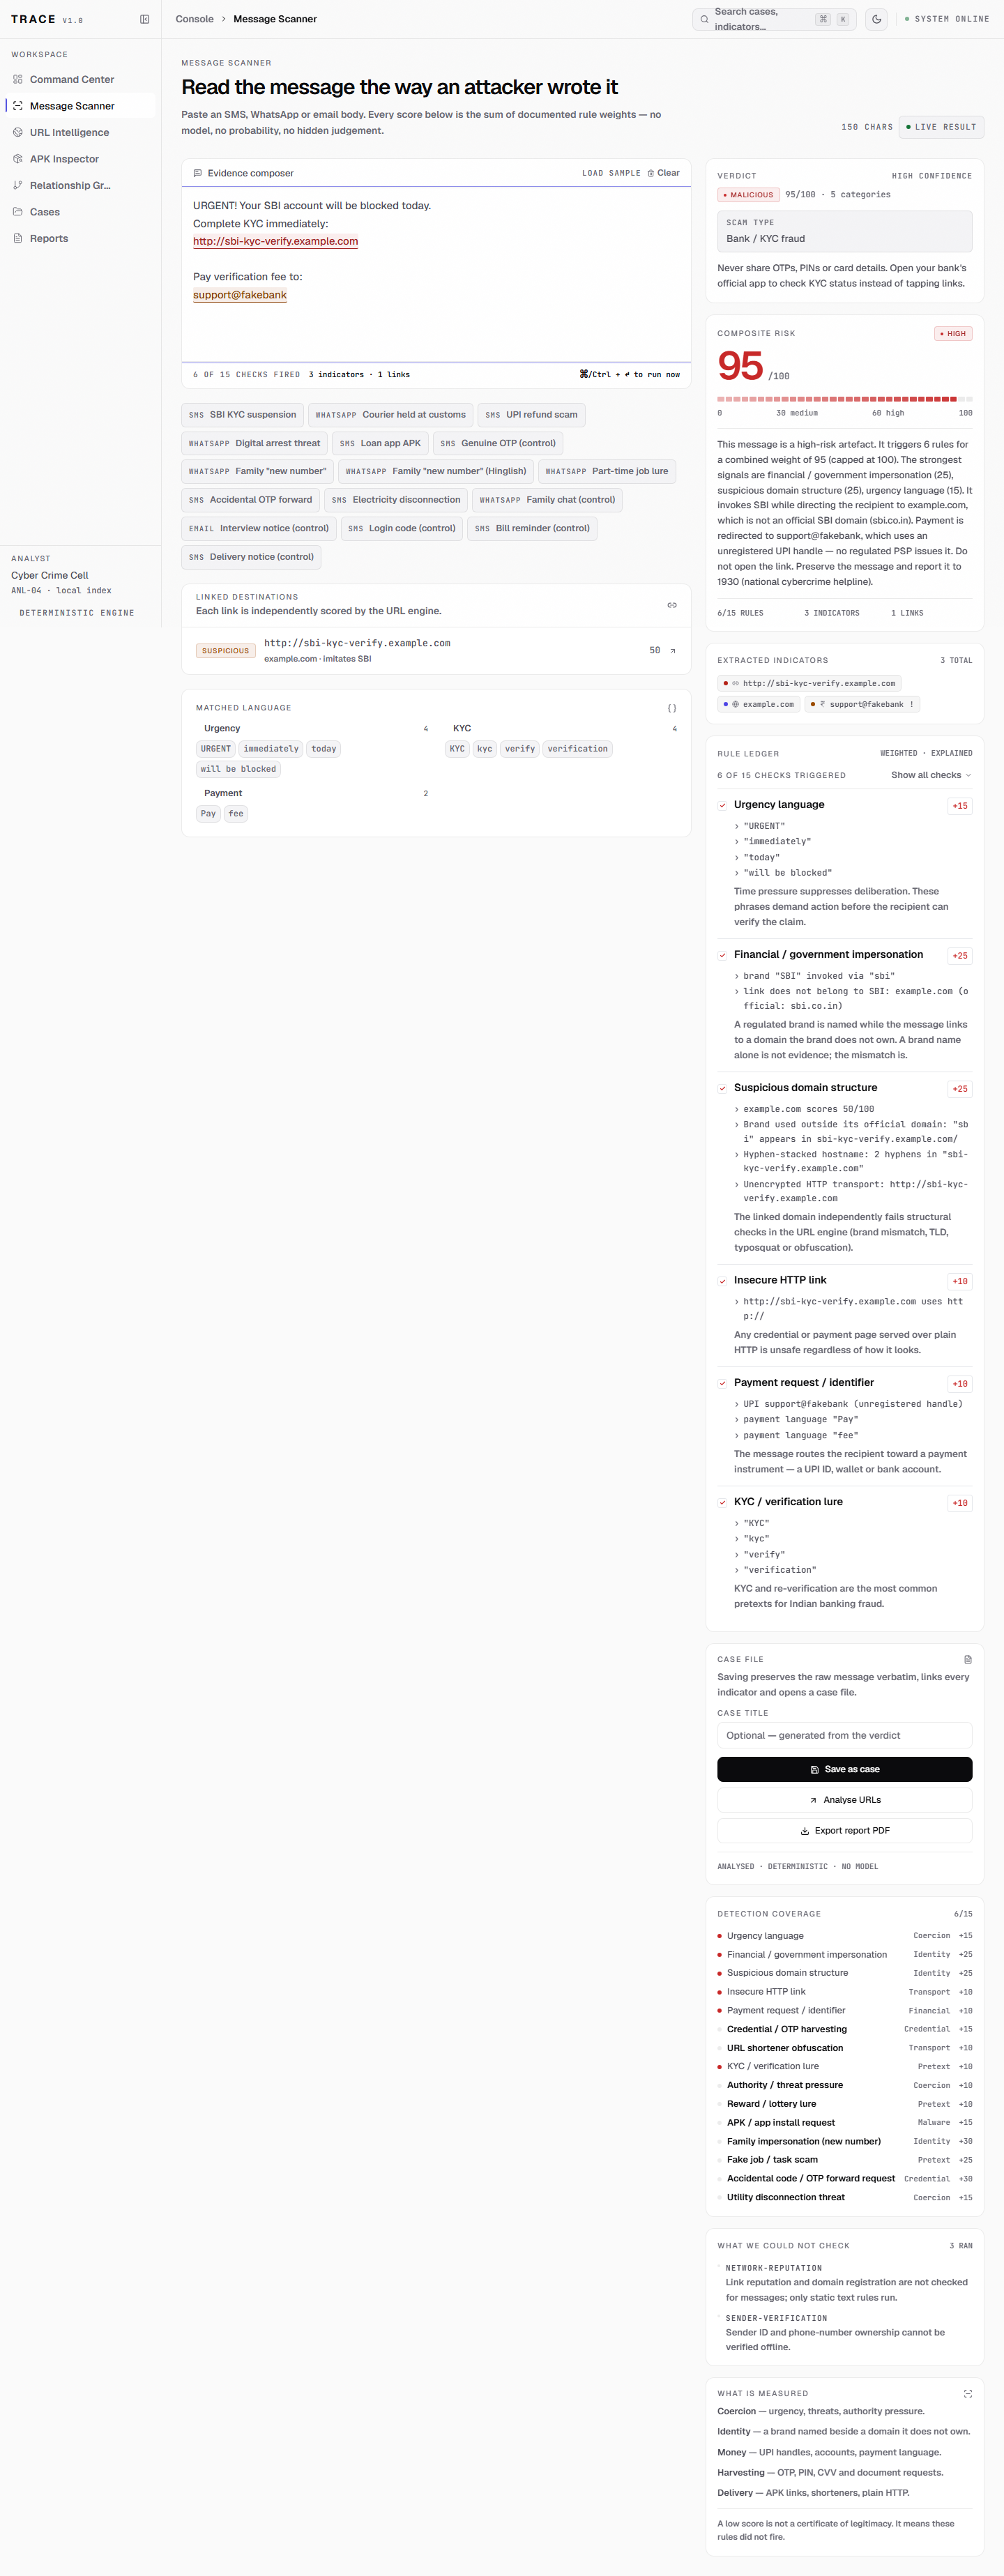 TRACE V1.0
WORKSPACE
Command Center
Message Scanner
URL Intelligence
APK Inspector
Relationship Gr...
Cases
Reports
ANALYST
Cyber Crime Cell
ANL-04 · local index
DETERMINISTIC ENGINE
Console > Message Scanner
Search cases, indicators...
⌘ K
SYSTEM ONLINE
MESSAGE SCANNER
Read the message the way an attacker wrote it
Paste an SMS, WhatsApp or email body. Every score below is the sum of documented rule weights — no
model, no probability, no hidden judgement.
150 CHARS LIVE RESULT
Evidence composer
LOAD SAMPLE Clear
URGENT! Your SBI account will be blocked today.
Complete KYC immediately:
http://sbi-kyc-verify.example.com
Pay verification fee to:
support@fakebank
6 OF 15 CHECKS FIRED 3 indicators · 1 links
⌘/Ctrl + ↵ to run now
SMS SBI KYC suspension
WHATSAPP Courier held at customs
SMS UPI refund scam
WHATSAPP Digital arrest threat
SMS Loan app APK
SMS Genuine OTP (control)
WHATSAPP Family "new number"
WHATSAPP Family "new number" (Hinglish)
WHATSAPP Part-time job lure
SMS Accidental OTP forward
SMS Electricity disconnection
WHATSAPP Family chat (control)
EMAIL Interview notice (control)
SMS Login code (control)
SMS Bill reminder (control)
SMS Delivery notice (control)
LINKED DESTINATIONS
Each link is independently scored by the URL engine.
SUSPICIOUS
http://sbi-kyc-verify.example.com
example.com · imitates SBI
50
MATCHED LANGUAGE
{}
Urgency 4
URGENT immediately today
will be blocked
KYC 4
KYC kyc verify verification
Payment 2
Pay fee
VERDICT HIGH CONFIDENCE
MALICIOUS 95/100 · 5 categories
SCAM TYPE
Bank / KYC fraud
Never share OTPs, PINs or card details. Open your bank's
official app to check KYC status instead of tapping links.
COMPOSITE RISK HIGH
95 /100
0 30 medium 60 high 100
This message is a high-risk artefact. It triggers 6 rules for
a combined weight of 95 (capped at 100). The strongest
signals are financial / government impersonation (25),
suspicious domain structure (25), urgency language (15). It
invokes SBI while directing the recipient to example.com,
which is not an official SBI domain (sbi.co.in). Payment is
redirected to support@fakebank, which uses an
unregistered UPI handle — no regulated PSP issues it. Do
not open the link. Preserve the message and report it to
1930 (national cybercrime helpline).
6/15 RULES 3 INDICATORS 1 LINKS
EXTRACTED INDICATORS 3 TOTAL
http://sbi-kyc-verify.example.com
example.com
₹ support@fakebank !
RULE LEDGER WEIGHTED · EXPLAINED
6 OF 15 CHECKS TRIGGERED Show all checks
Urgency language +15
› "URGENT"
› "immediately"
› "today"
› "will be blocked"
Time pressure suppresses deliberation. These
phrases demand action before the recipient can
verify the claim.
Financial / government impersonation +25
› brand "SBI" invoked via "sbi"
› link does not belong to SBI: example.com (o
fficial: sbi.co.in)
A regulated brand is named while the message links
to a domain the brand does not own. A brand name
alone is not evidence; the mismatch is.
Suspicious domain structure +25
› example.com scores 50/100
› Brand used outside its official domain: "sb
i" appears in sbi-kyc-verify.example.com/
› Hyphen-stacked hostname: 2 hyphens in "sbi-
kyc-verify.example.com"
› Unencrypted HTTP transport: http://sbi-kyc-
verify.example.com
The linked domain independently fails structural
checks in the URL engine (brand mismatch, TLD,
typosquat or obfuscation).
Insecure HTTP link +10
› http://sbi-kyc-verify.example.com uses htt
p://
Any credential or payment page served over plain
HTTP is unsafe regardless of how it looks.
Payment request / identifier +10
› UPI support@fakebank (unregistered handle)
› payment language "Pay"
› payment language "fee"
The message routes the recipient toward a payment
instrument — a UPI ID, wallet or bank account.
KYC / verification lure +10
› "KYC"
› "kyc"
› "verify"
› "verification"
KYC and re-verification are the most common
pretexts for Indian banking fraud.
CASE FILE
Saving preserves the raw message verbatim, links every
indicator and opens a case file.
CASE TITLE
Optional — generated from the verdict
Save as case
Analyse URLs
Export report PDF
ANALYSED · DETERMINISTIC · NO MODEL
DETECTION COVERAGE 6/15
Urgency language Coercion +15
Financial / government impersonation Identity +25
Suspicious domain structure Identity +25
Insecure HTTP link Transport +10
Payment request / identifier Financial +10
Credential / OTP harvesting Credential +15
URL shortener obfuscation Transport +10
KYC / verification lure Pretext +10
Authority / threat pressure Coercion +10
Reward / lottery lure Pretext +10
APK / app install request Malware +15
Family impersonation (new number) Identity +30
Fake job / task scam Pretext +25
Accidental code / OTP forward request Credential +30
Utility disconnection threat Coercion +15
WHAT WE COULD NOT CHECK 3 RAN
NETWORK-REPUTATION
Link reputation and domain registration are not checked
for messages; only static text rules run.
SENDER-VERIFICATION
Sender ID and phone-number ownership cannot be
verified offline.
WHAT IS MEASURED
Coercion — urgency, threats, authority pressure.
Identity — a brand named beside a domain it does not own.
Money — UPI handles, accounts, payment language.
Harvesting — OTP, PIN, CVV and document requests.
Delivery — APK links, shorteners, plain HTTP.
A low score is not a certificate of legitimacy. It means these
rules did not fire.